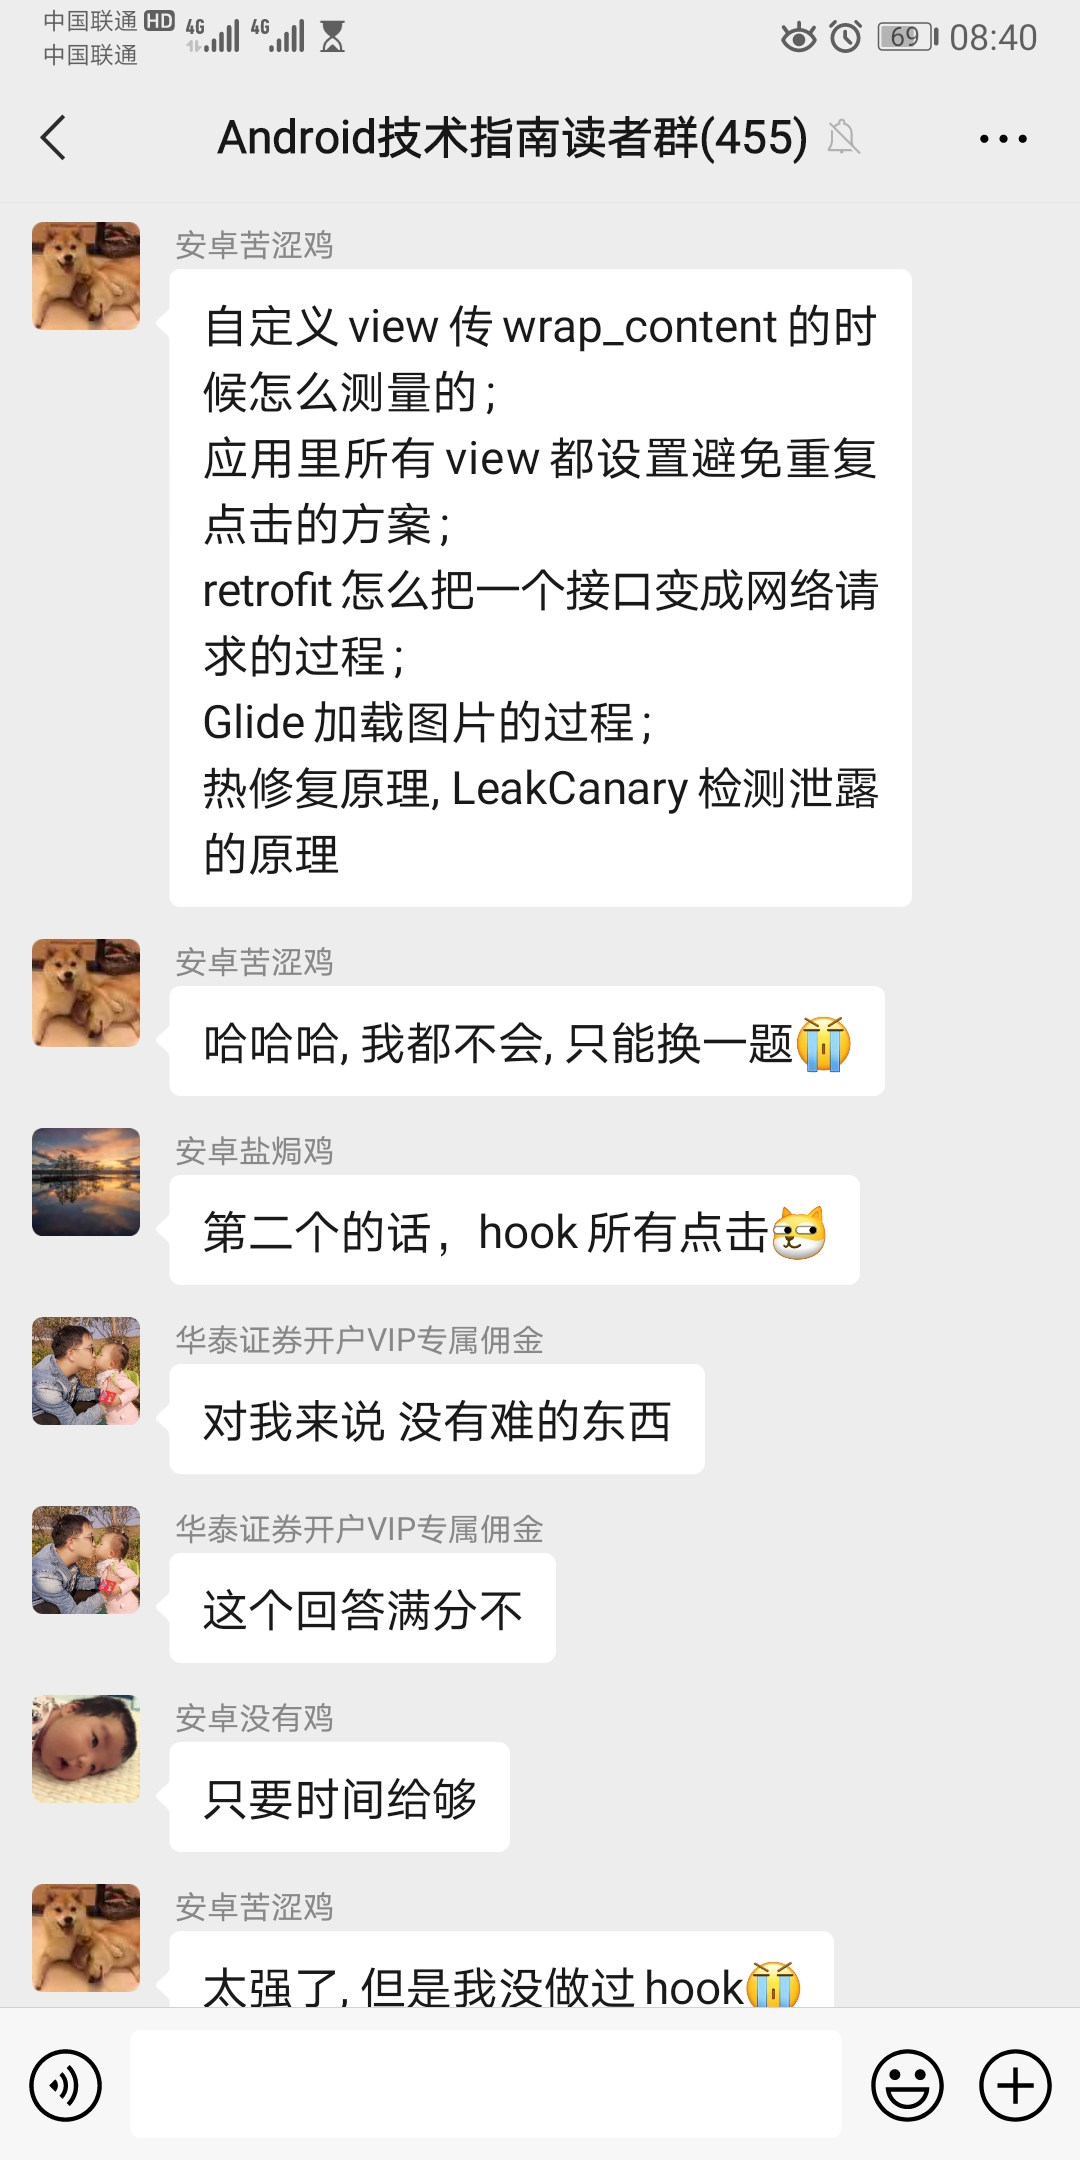 中国联通 HD 4G 4G 69 08:40
中国联通
Android技术指南读者群(455)
安卓苦涩鸡
自定义 view 传 wrap_content 的时
候怎么测量的;
应用里所有 view 都设置避免重复
点击的方案;
retrofit 怎么把一个接口变成网络请
求的过程;
Glide 加载图片的过程;
热修复原理, LeakCanary 检测泄露
的原理
安卓苦涩鸡
哈哈哈, 我都不会, 只能换一题😭
安卓盐焗鸡
第二个的话，hook 所有点击
华泰证券开户VIP专属佣金
对我来说 没有难的东西
华泰证券开户VIP专属佣金
这个回答满分不
安卓没有鸡
只要时间给够
安卓苦涩鸡
太强了, 但是我没做过 hook😭